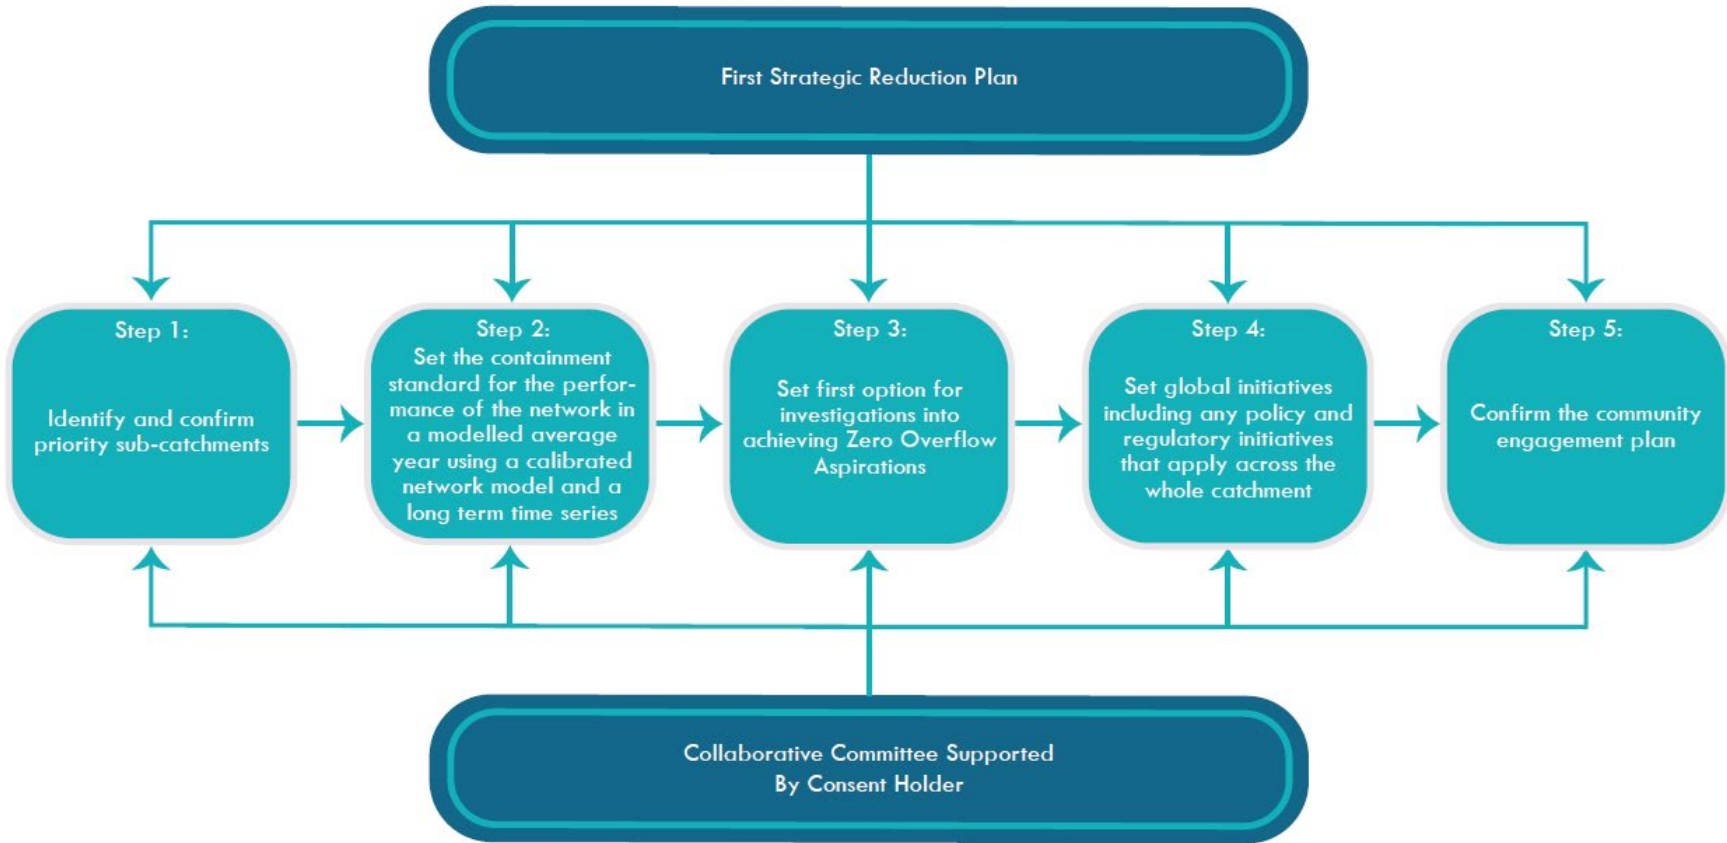 First Strategic Reduction Plan
Step 1:
Identify and confirm
priority sub-catchments
Step 2:
Set the containment
standard for the perfor-
mance of the network in
a modelled average
year using a calibrated
network model and a
long term time series
Step 3:
Set first option for
investigations into
achieving Zero Overflow
Aspirations
Step 4:
Set global initiatives
including any policy and
regulatory initiatives
that apply across the
whole catchment
Step 5:
Confirm the community
engagement plan
Collaborative Committee Supported
By Consent Holder